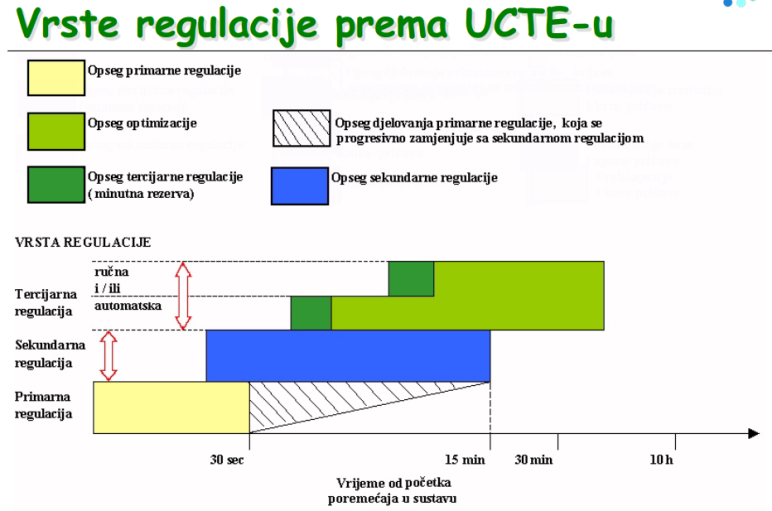 Vrste regulacije prema UCTE-u
Opseg primarne regulacije
Opseg optimizacije
Opseg djelovanja primarne regulacije, koja se
progresivno zamjenjuje sa sekundarnom regulacijom
Opseg tercijarne regulacije
( minutna rezerva)
Opseg sekundarne regulacije
VRSTA REGULACIJE
Tercijarna
regulacija
ručna
i / ili
automatska
Sekundarna
regulacija
Primarna
regulacija
30 sec
15 min
30 min
10 h
Vrijeme od početka
poremećaja u sustavu